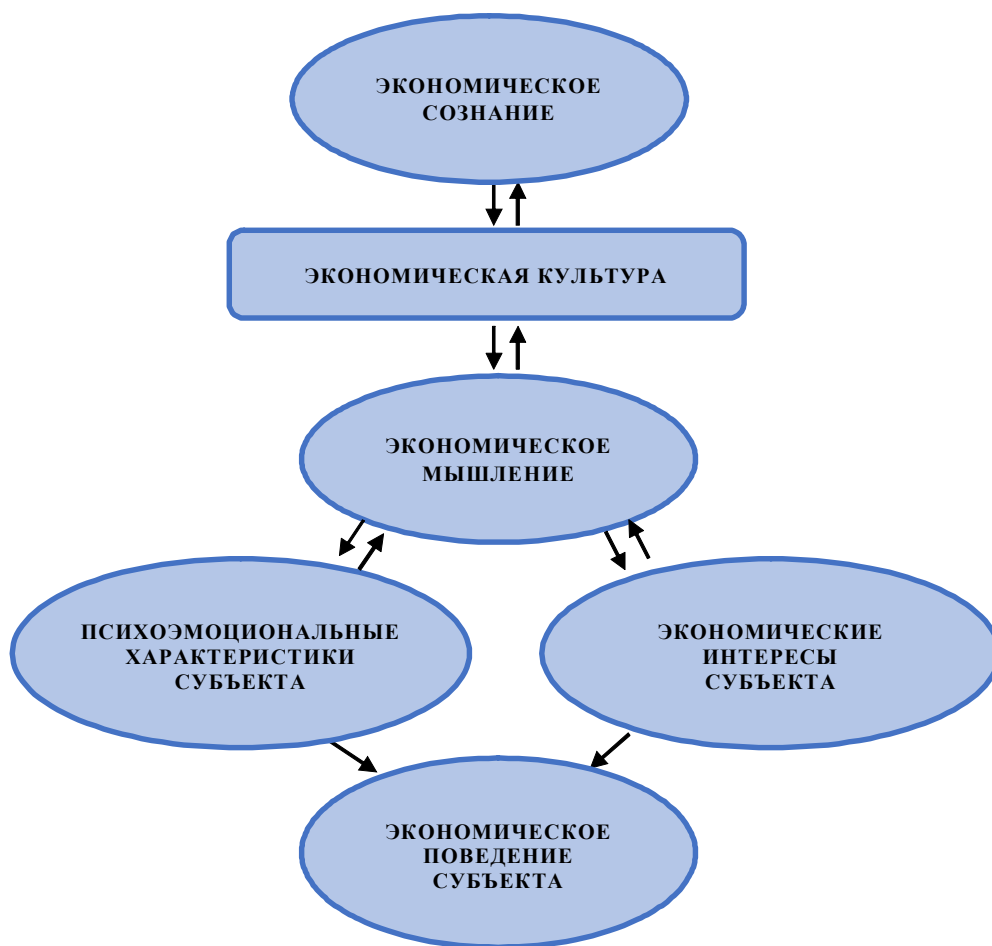 ЭКОНОМИЧЕСКОЕ
СОЗНАНИЕ
ЭКОНОМИЧЕСКАЯ КУЛЬТУРА
ЭКОНОМИЧЕСКОЕ
МЫШЛЕНИЕ
ПСИХОЭМОЦИОНАЛЬНЫЕ
ХАРАКТЕРИСТИКИ
СУБЪЕКТА
ЭКОНОМИЧЕСКИЕ
ИНТЕРЕСЫ
СУБЪЕКТА
ЭКОНОМИЧЕСКОЕ
ПОВЕДЕНИЕ
СУБЪЕКТА